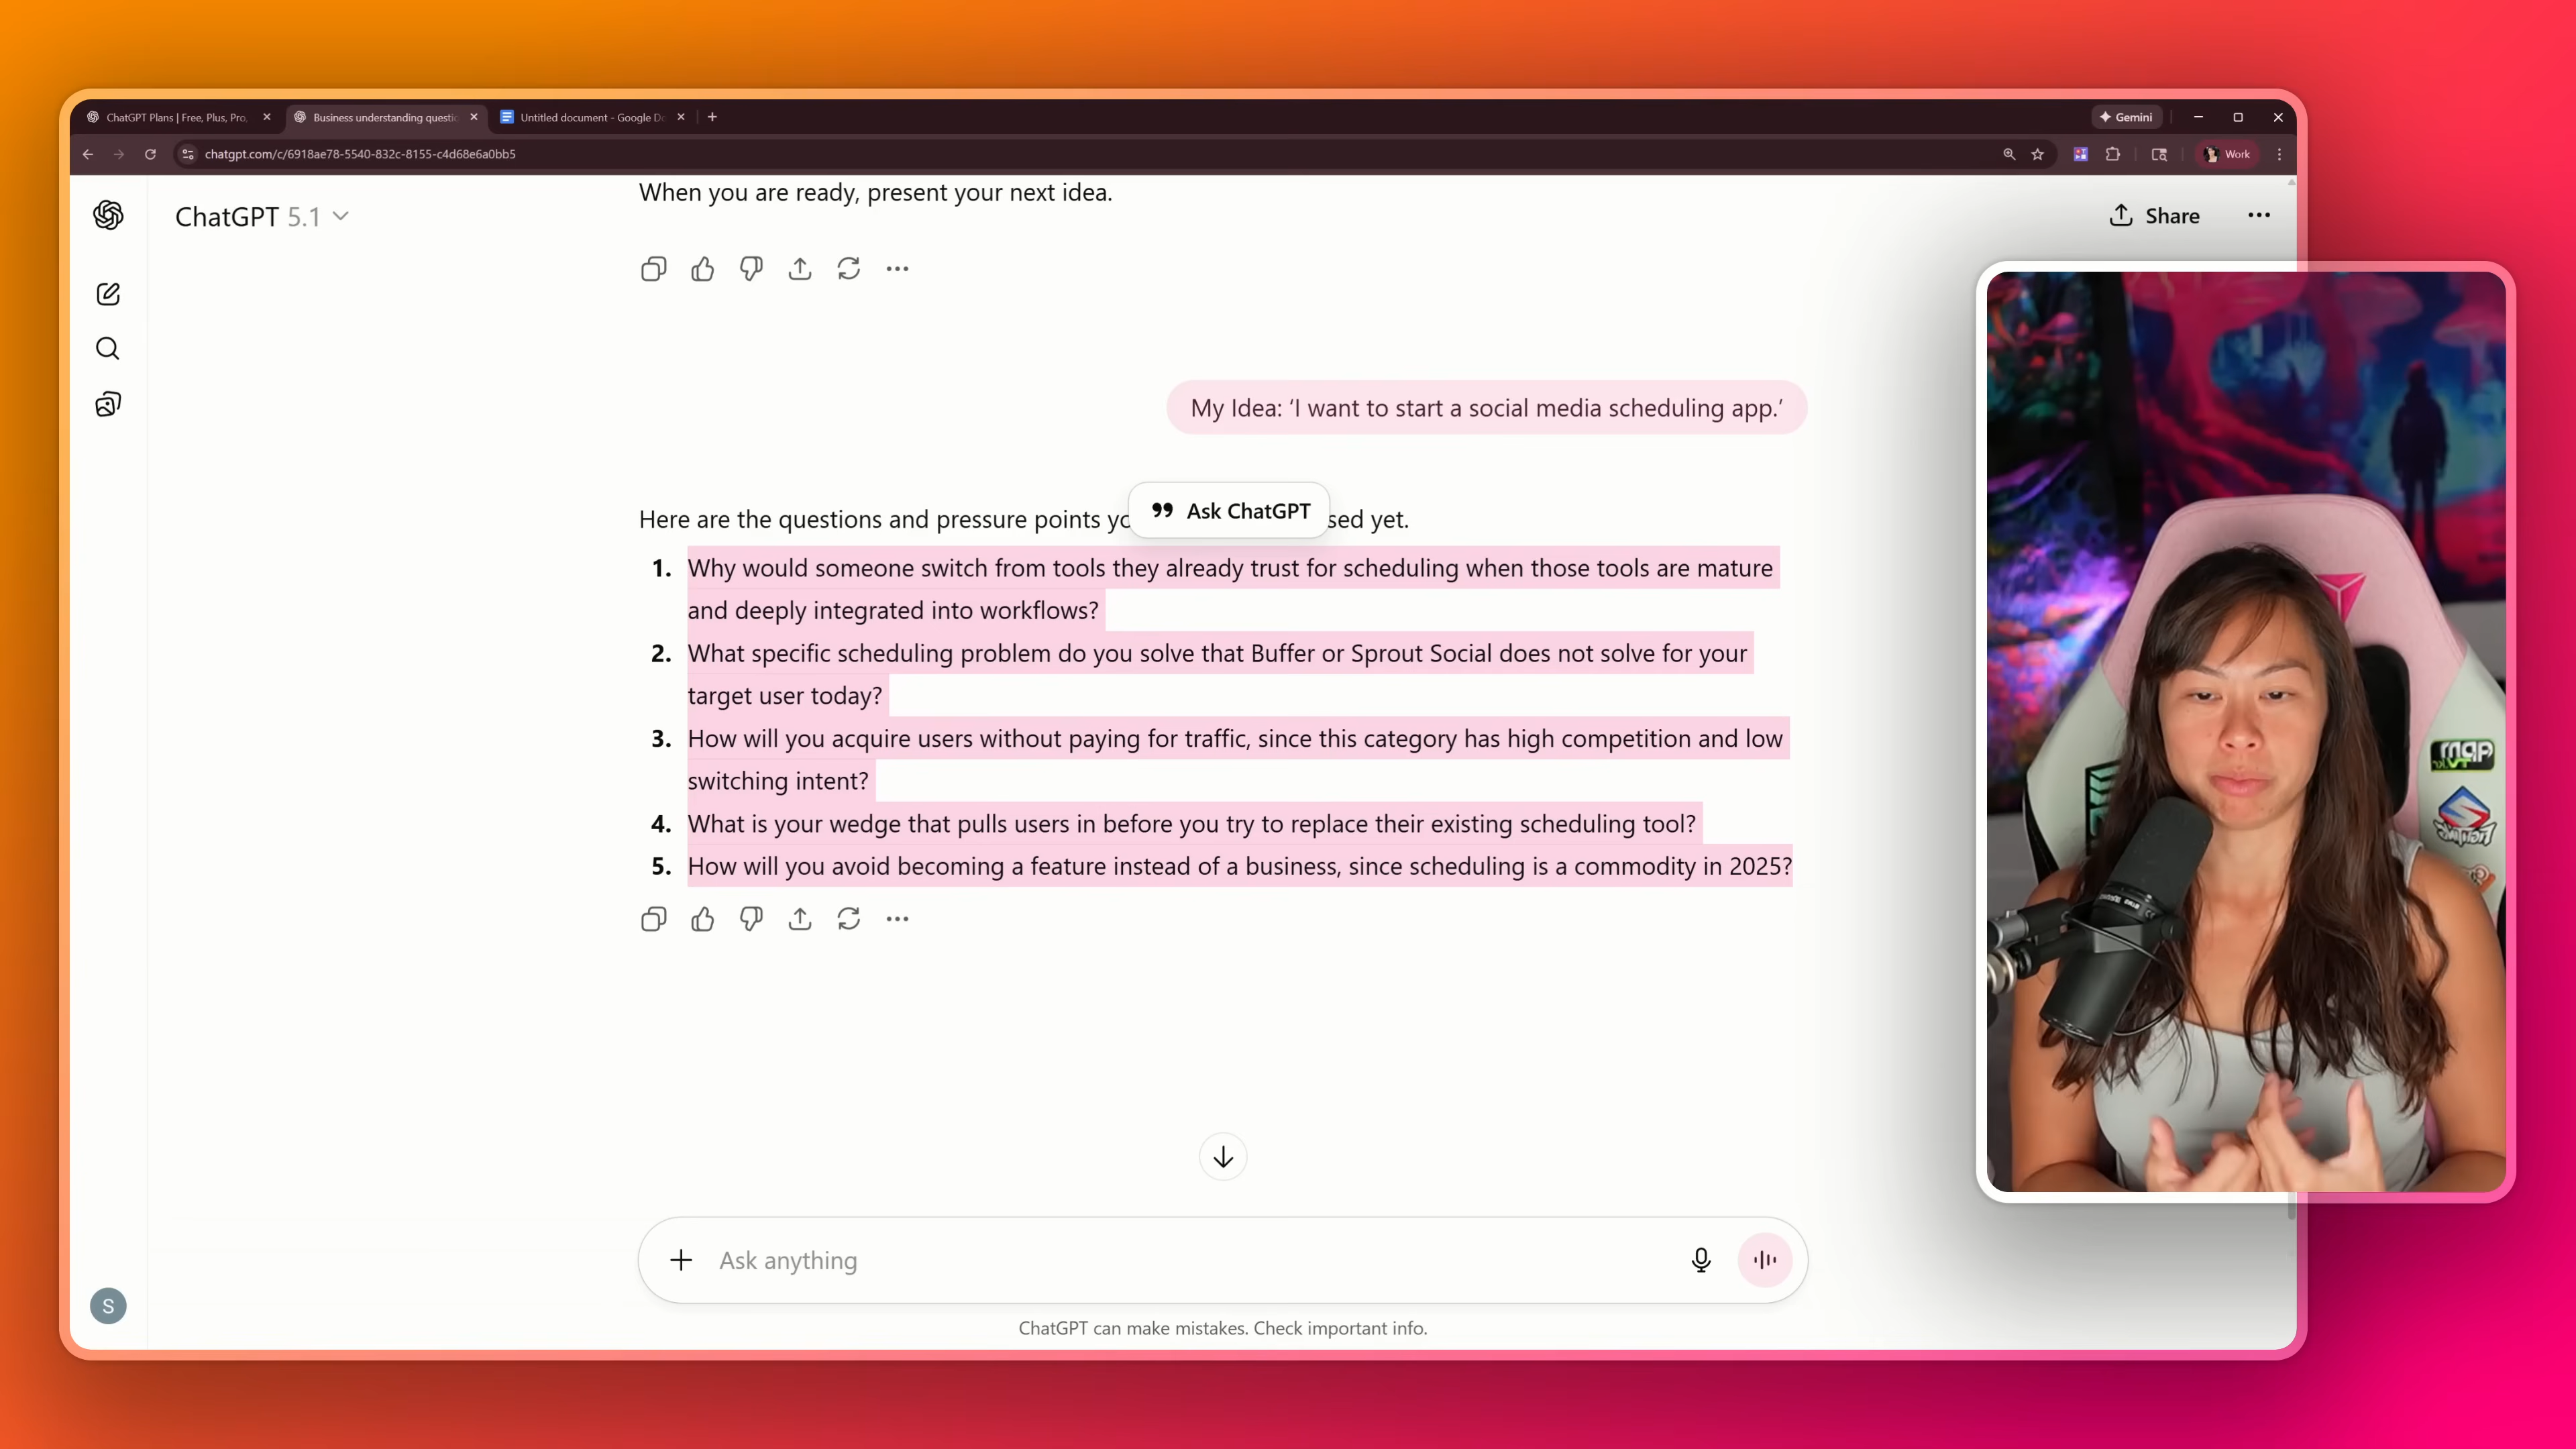 ChatGPT Plans | Free, Plus, Pro,
Business understanding questio
Untitled document - Google Do
Gemini
chatgpt.com/c/6918ae78-5540-832c-8155-c4d68e6a0bb5
Work
ChatGPT 5.1
Share
When you are ready, present your next idea.
My Idea: ‘I want to start a social media scheduling app.’
Ask ChatGPT
Here are the questions and pressure points sed yet.
1. Why would someone switch from tools they already trust for scheduling when those tools are mature
and deeply integrated into workflows?
2. What specific scheduling problem do you solve that Buffer or Sprout Social does not solve for your
target user today?
3. How will you acquire users without paying for traffic, since this category has high competition and low
switching intent?
4. What is your wedge that pulls users in before you try to replace their existing scheduling tool?
5. How will you avoid becoming a feature instead of a business, since scheduling is a commodity in 2025?
Ask anything
S
ChatGPT can make mistakes. Check important info.